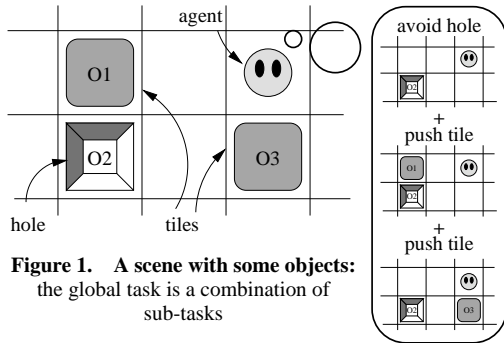 agent
O1
O2
O3
hole
tiles
Figure 1. A scene with some objects:
the global task is a combination of
sub-tasks
avoid hole
O2
+
push tile
O1
O2
+
push tile
O2
O3